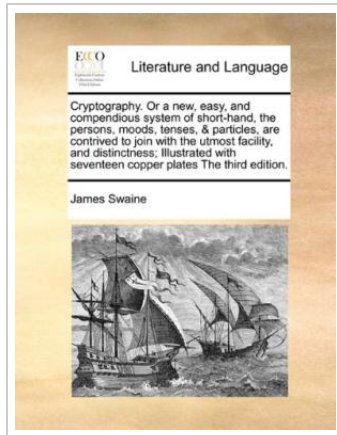 ECCO
Literature and Language
Cryptography. Or a new, easy, and
compendious system of short-hand, the
persons, moods, tenses, & particles, are
contrived to join with the utmost facility,
and distinctness; Illustrated with
seventeen copper plates The third edition.
James Swaine